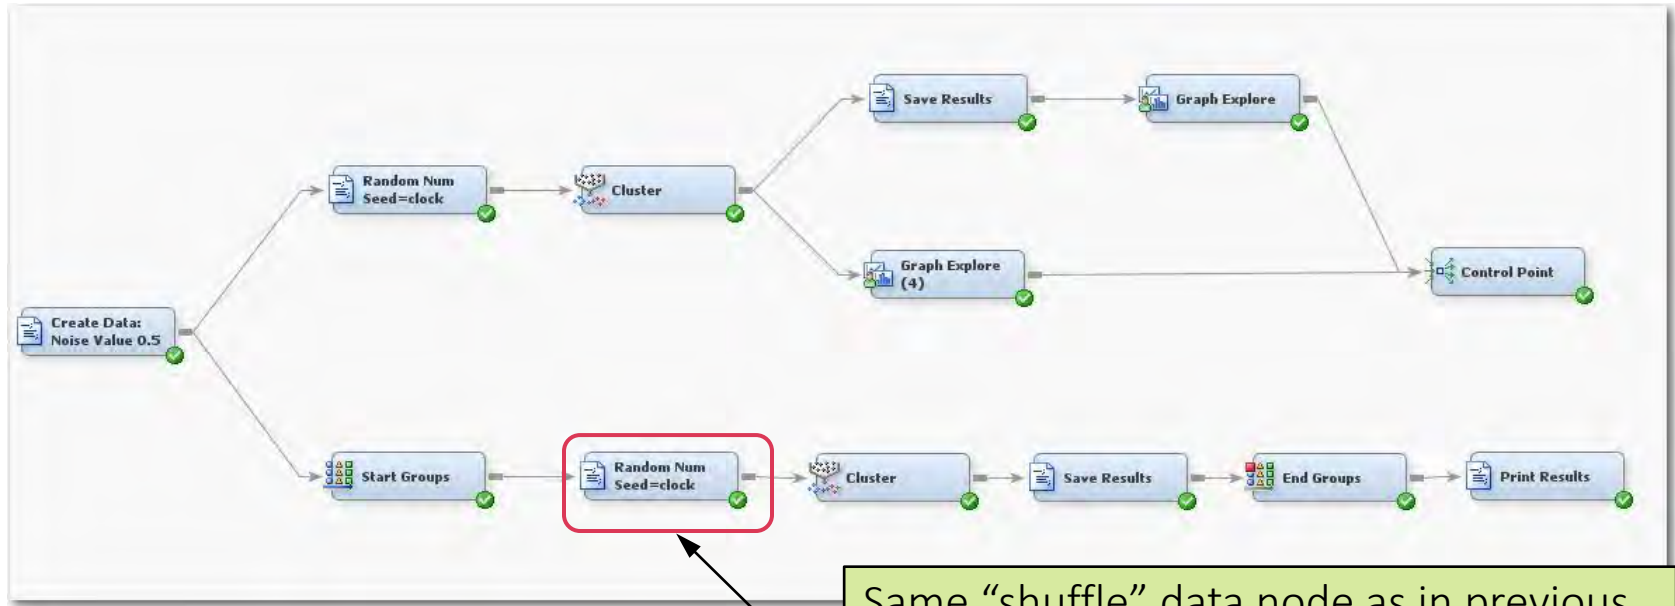 Save Results
Graph Explore
Random Num
Seed=clock
Cluster
Graph Explore
(4)
Control Point
Create Data:
Noise Value 0.5
Start Groups
Random Num
Seed=clock
Cluster
Save Results
End Groups
Print Results
Same “shuffle” data node as in previous